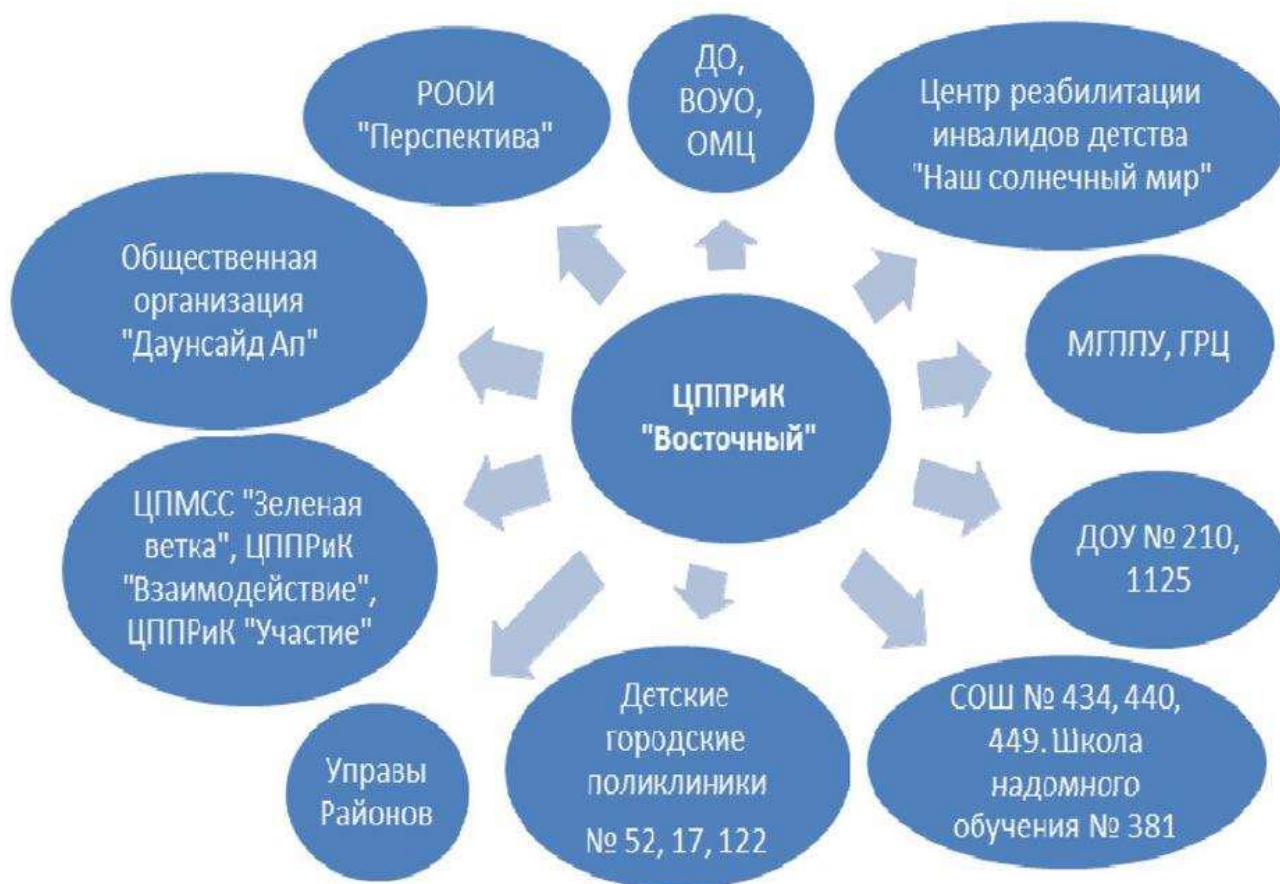 РООИ
"Перспектива"
ДО,
ВОУО,
ОМЦ
Центр реабилитации
инвалидов детства
"Наш солнечный мир"
Общественная
организация
"Даунсайд Ап"
МГППУ, ГРЦ
ЦППРиК
"Восточный"
ЦПМСС "Зеленая
ветка", ЦППРиК
"Взаимодействие",
ЦППРиК "Участие"
ДОУ № 210,
1125
Управы
Районов
Детские
городские
поликлиники
№ 52, 17, 122
СОШ № 434, 440,
449. Школа
надомного
обучения № 381